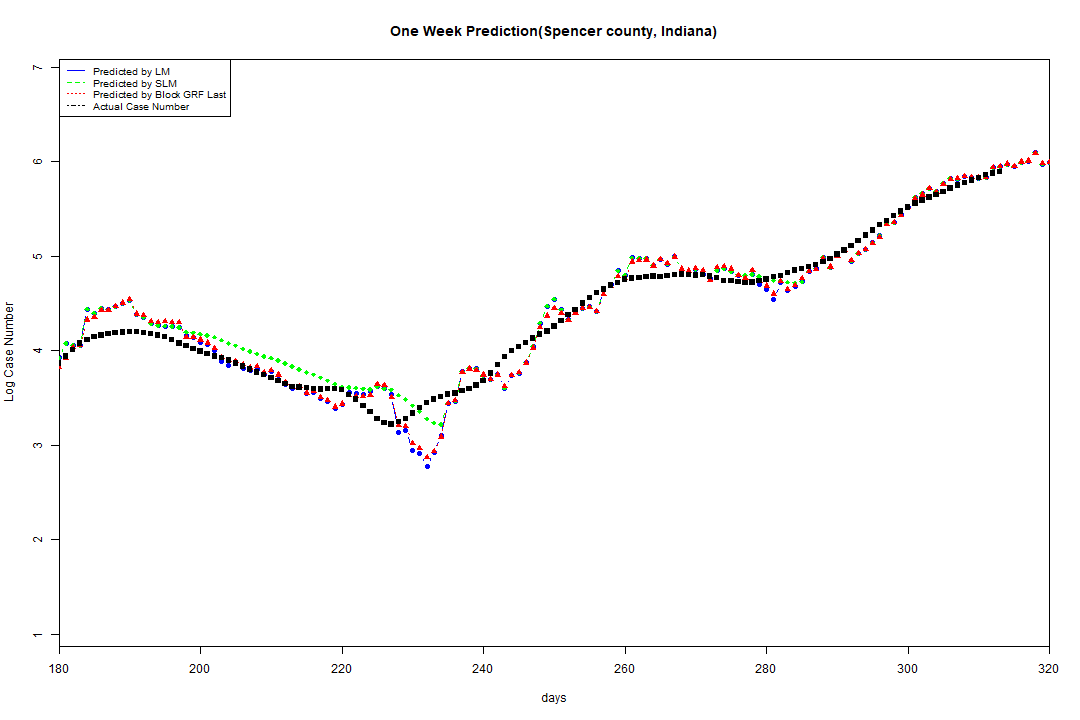 One Week Prediction(Spencer county, Indiana)
Predicted by LM
Predicted by SLM
Predicted by Block GRF Last
Actual Case Number
7
6
5
4
3
2
1
Log Case Number
180 200 220 240 260 280 300 320
days